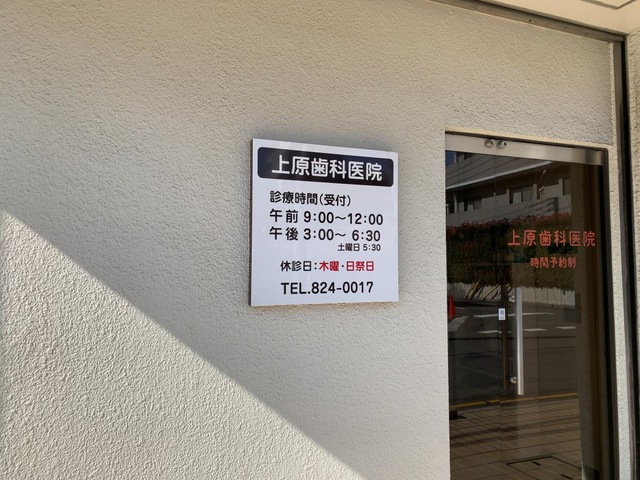 上原歯科医院
診療時間(受付)
午前 9:00～12:00
午後 3:00～ 6:30
土曜日 5:30
休診日:木曜・日祭日
TEL.824-0017
上原歯科医院
時間予約制